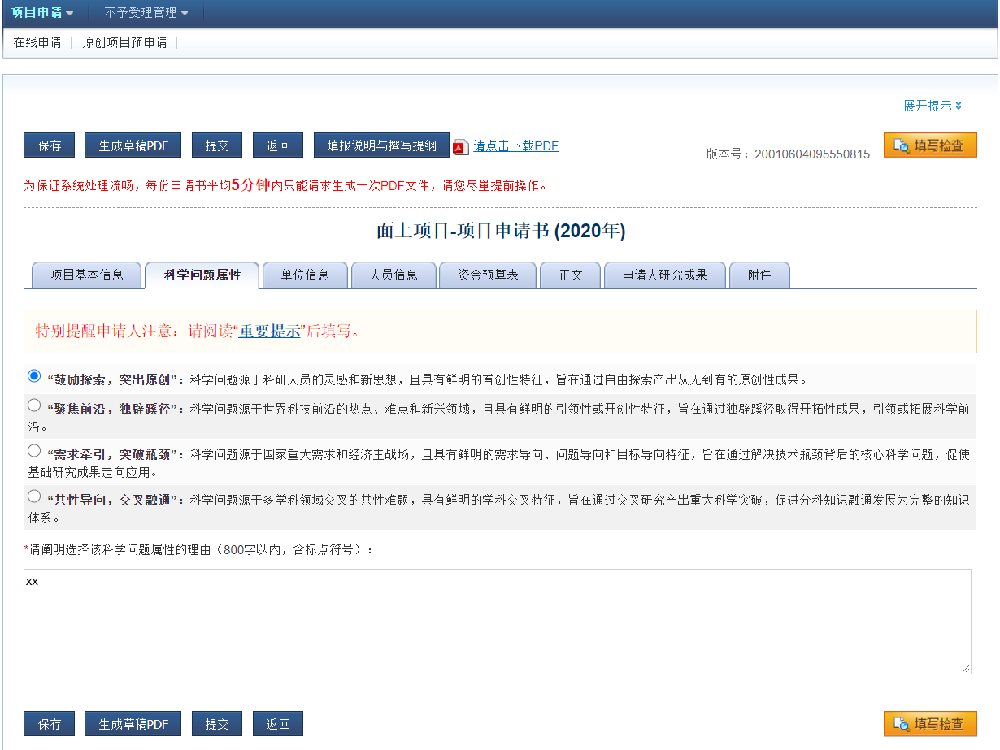 项目申请 不予受理管理
在线申请 原创项目预申请
展开提示
保存 生成草稿PDF 提交 返回 填报说明与撰写提纲 请点击下载PDF 版本号：20010604095550815 填写检查
为保证系统处理流畅，每份申请书平均5分钟内只能请求生成一次PDF文件，请您尽量提前操作。
面上项目-项目申请书 (2020年)
项目基本信息 科学问题属性 单位信息 人员信息 资金预算表 正文 申请人研究成果 附件
特别提醒申请人注意：请阅读“重要提示”后填写。
“鼓励探索，突出原创”：科学问题源于科研人员的灵感和新思想，且具有鲜明的首创性特征，旨在通过自由探索产出从无到有的原创性成果。
“聚焦前沿，独辟蹊径”：科学问题源于世界科技前沿的热点、难点和新兴领域，且具有鲜明的引领性或开创性特征，旨在通过独辟蹊径取得开拓性成果，引领或拓展科学前
沿。
“需求牵引，突破瓶颈”：科学问题源于国家重大需求和经济主战场，且具有鲜明的需求导向、问题导向和目标导向特征，旨在通过解决技术瓶颈背后的核心科学问题，促使
基础研究成果走向应用。
“共性导向，交叉融通”：科学问题源于多学科领域交叉的共性难题，具有鲜明的学科交叉特征，旨在通过交叉研究产出重大科学突破，促进分科知识融通发展为完整的知识
体系。
*请阐明选择该科学问题属性的理由（800字以内，含标点符号）：
xx
保存 生成草稿PDF 提交 返回 填写检查